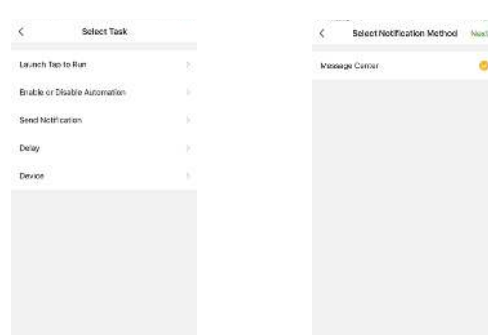 Select Task
Launch Tap to Run
Enable or Disable Automation
Send Notification
Delay
Device
Select Notification Method
Next
Message Center